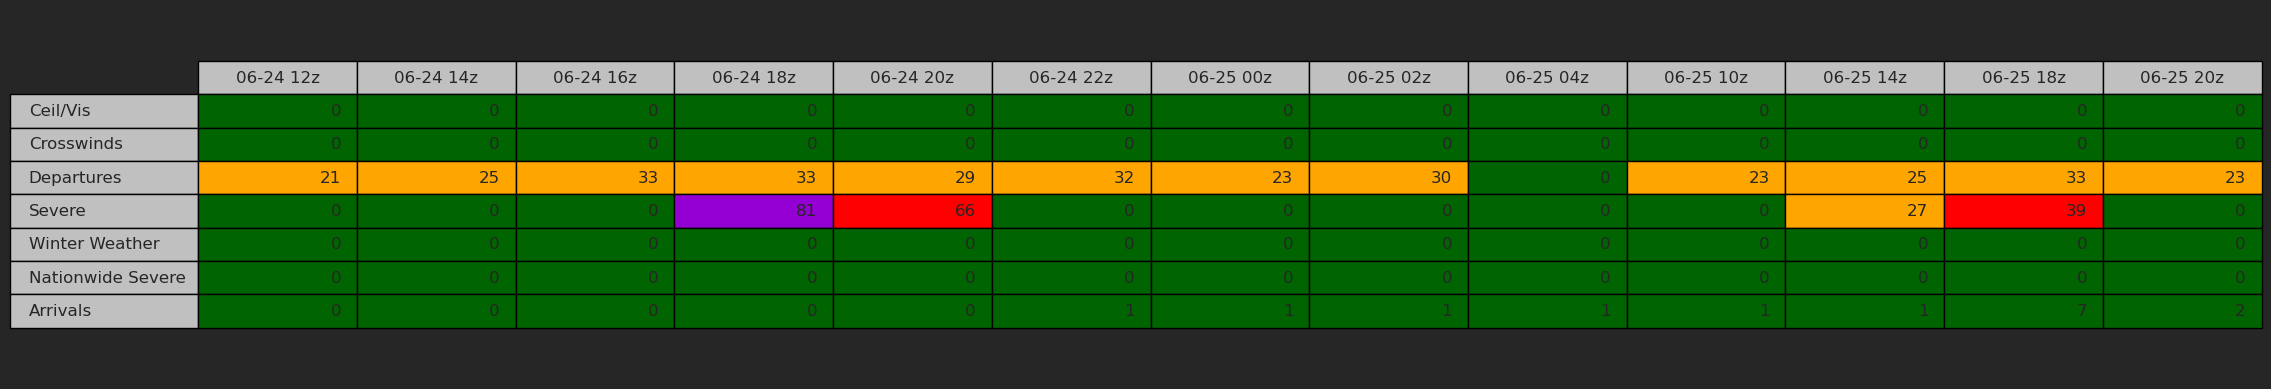 06-24 12z 06-24 14z 06-24 16z 06-24 18z 06-24 20z 06-24 22z 06-25 00z 06-25 02z 06-25 04z 06-25 10z 06-25 14z 06-25 18z 06-25 20z
Ceil/Vis 0 0 0 0 0 0 0 0 0 0 0 0 0
Crosswinds 0 0 0 0 0 0 0 0 0 0 0 0 0
Departures 21 25 33 33 29 32 23 30 0 23 25 33 23
Severe 0 0 0 81 66 0 0 0 0 0 27 39 0
Winter Weather 0 0 0 0 0 0 0 0 0 0 0 0 0
Nationwide Severe 0 0 0 0 0 0 0 0 0 0 0 0 0
Arrivals 0 0 0 0 0 1 1 1 1 1 1 7 2